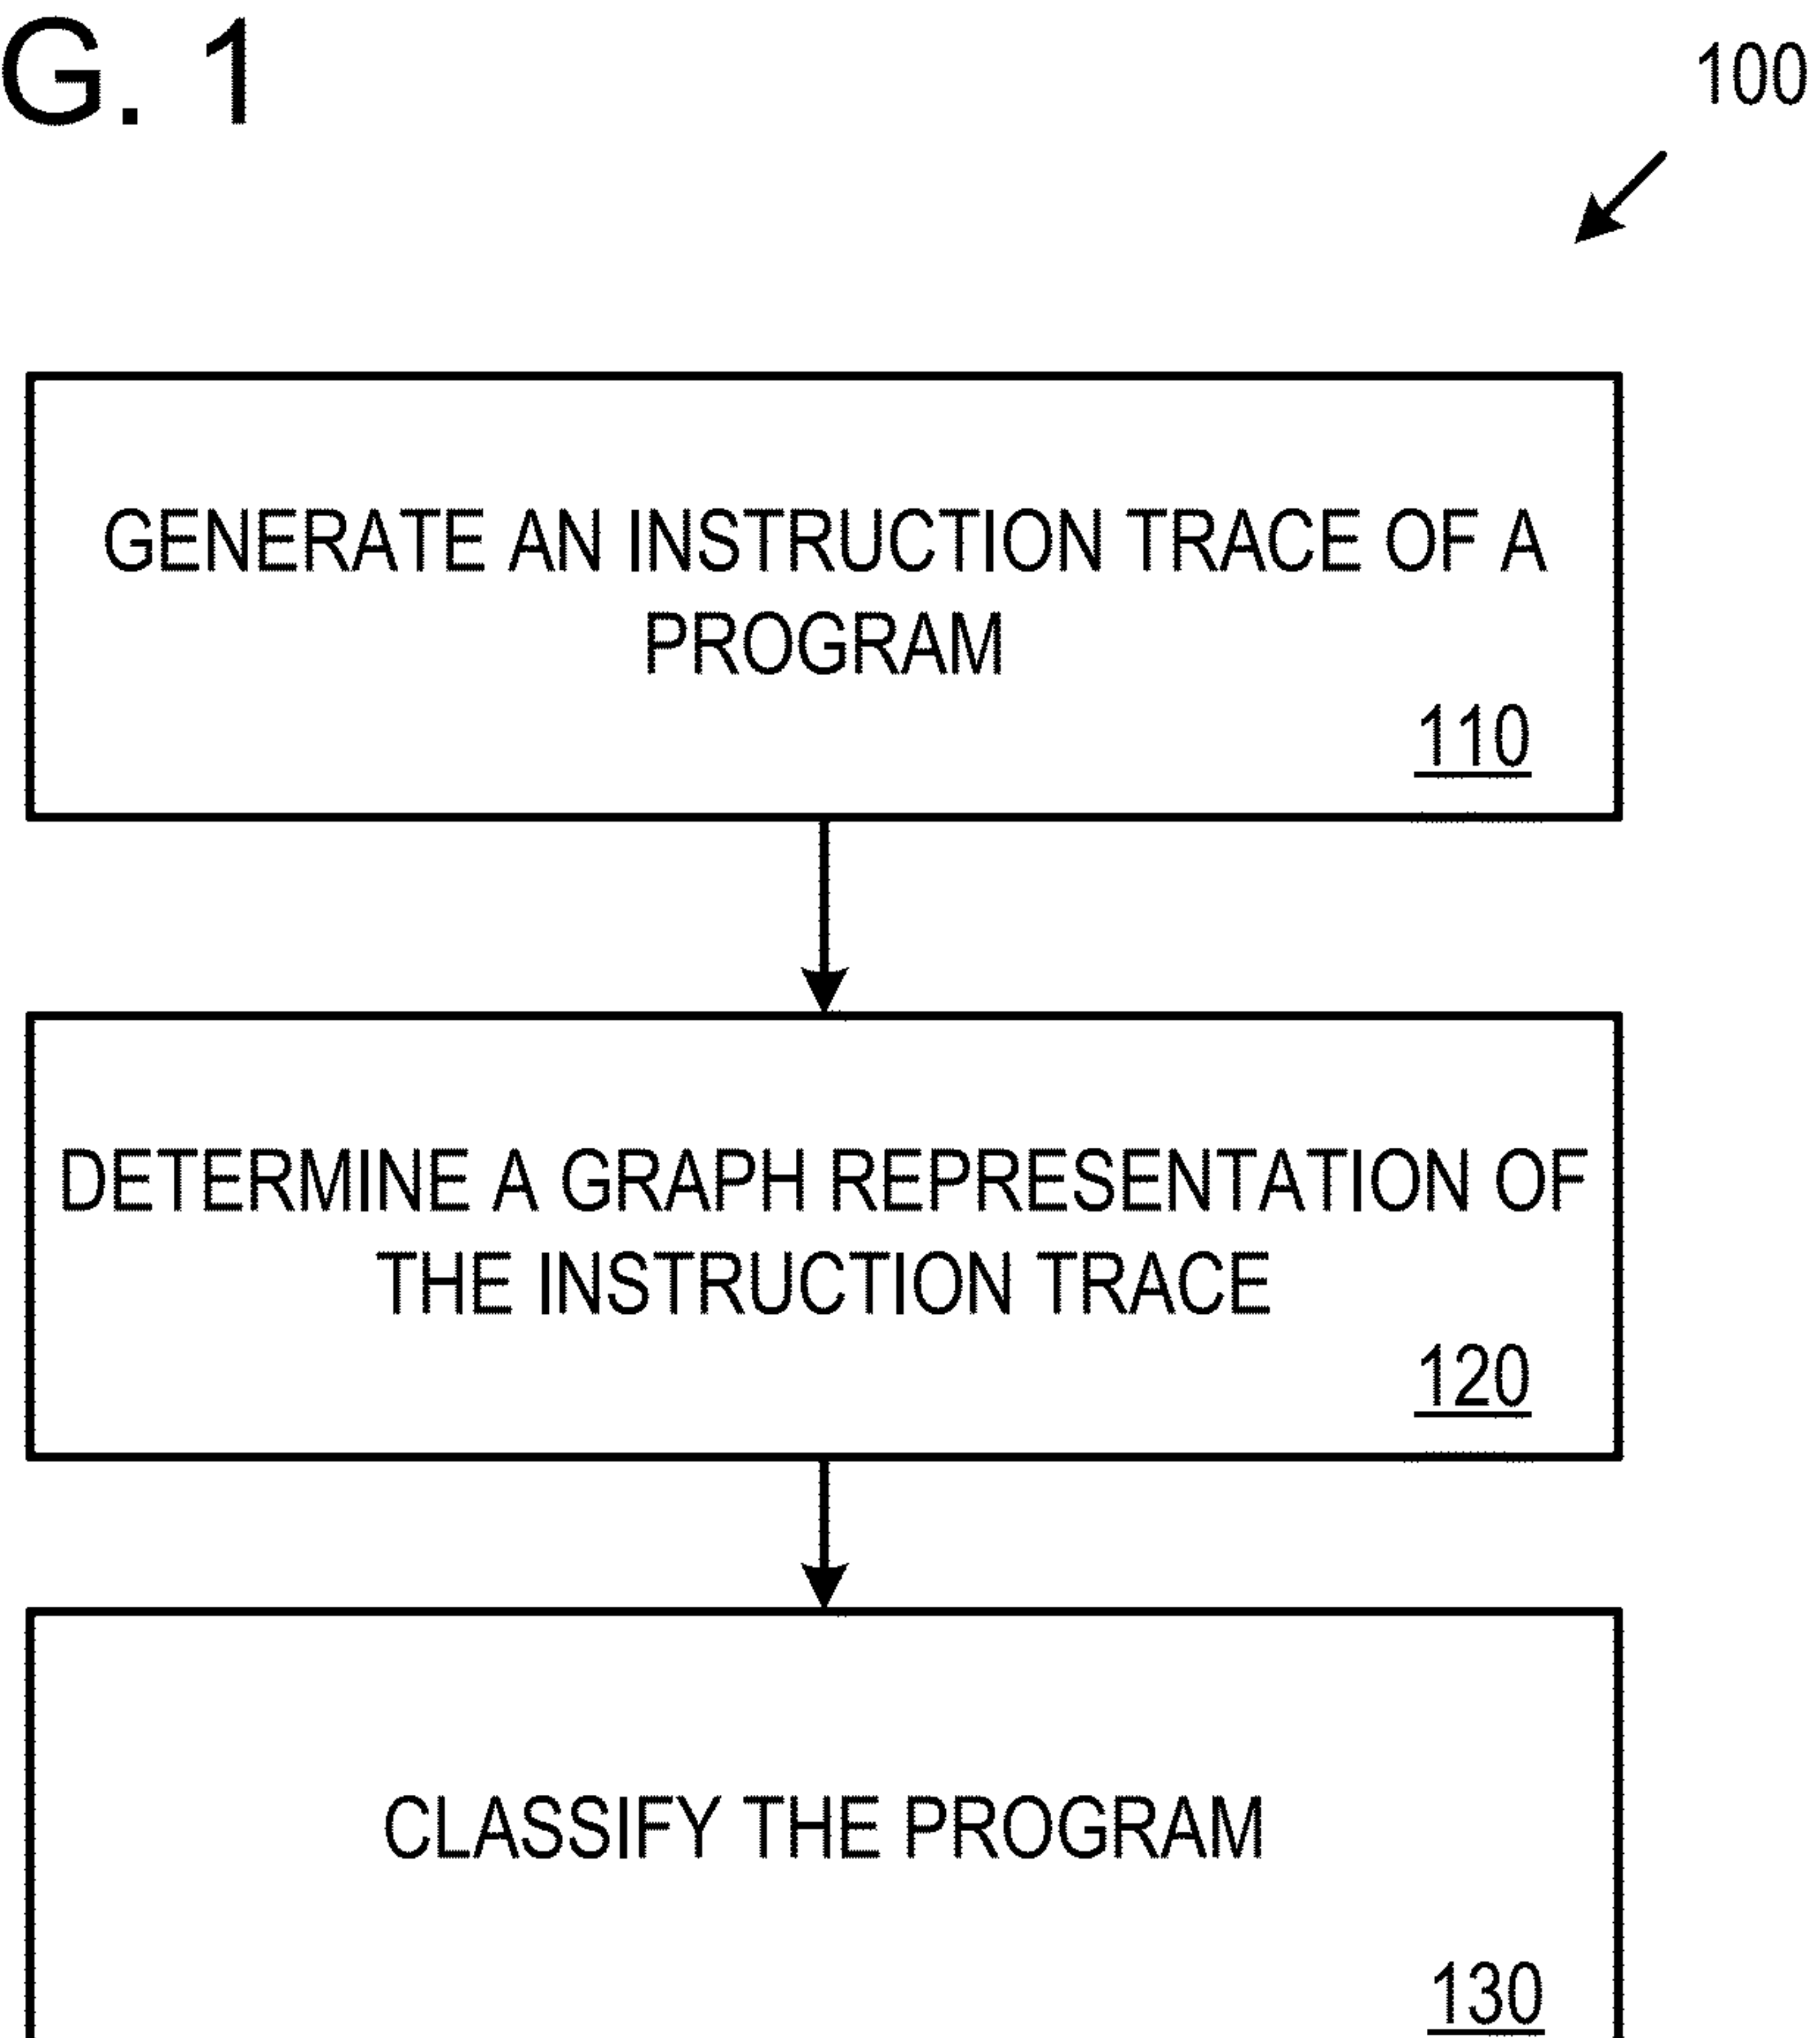 G. 1
100
GENERATE AN INSTRUCTION TRACE OF A
PROGRAM
110
DETERMINE A GRAPH REPRESENTATION OF
THE INSTRUCTION TRACE
120
CLASSIFY THE PROGRAM
130